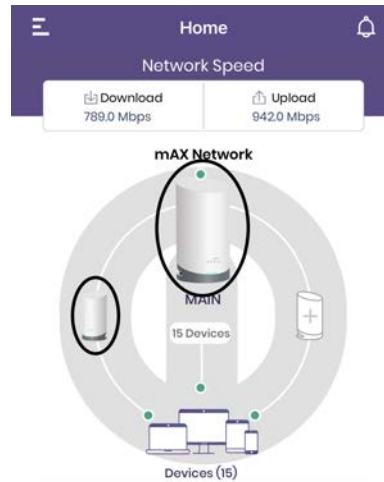 Home
Network Speed
Download
Upload
789.0 Mbps
942.0 Mbps
mAX Network
MAIN
15 Devices
Devices (15)